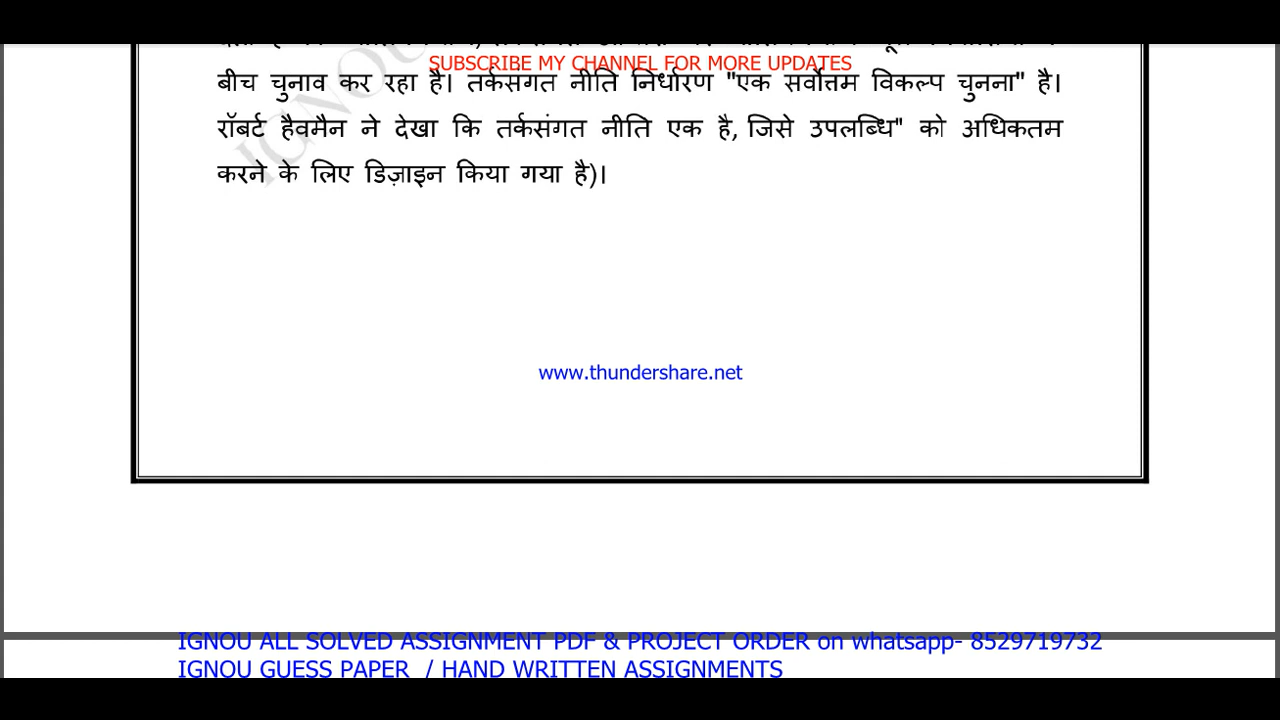 SUBSCRIBE MY CHANNEL FOR MORE UPDATES
बीच चुनाव कर रहा है। तर्कसंगत नीति निर्धारण "एक सर्वोत्तम विकल्प चुनना" है।
रॉबर्ट हैवमैन ने देखा कि तर्कसंगत नीति एक है, जिसे उपलब्धि" को अधिकतम
करने के लिए डिज़ाइन किया गया है)।
IGNOU
www.thundershare.net
IGNOU ALL SOLVED ASSIGNMENT PDF & PROJECT ORDER on whatsapp- 8529719732
IGNOU GUESS PAPER / HAND WRITTEN ASSIGNMENTS